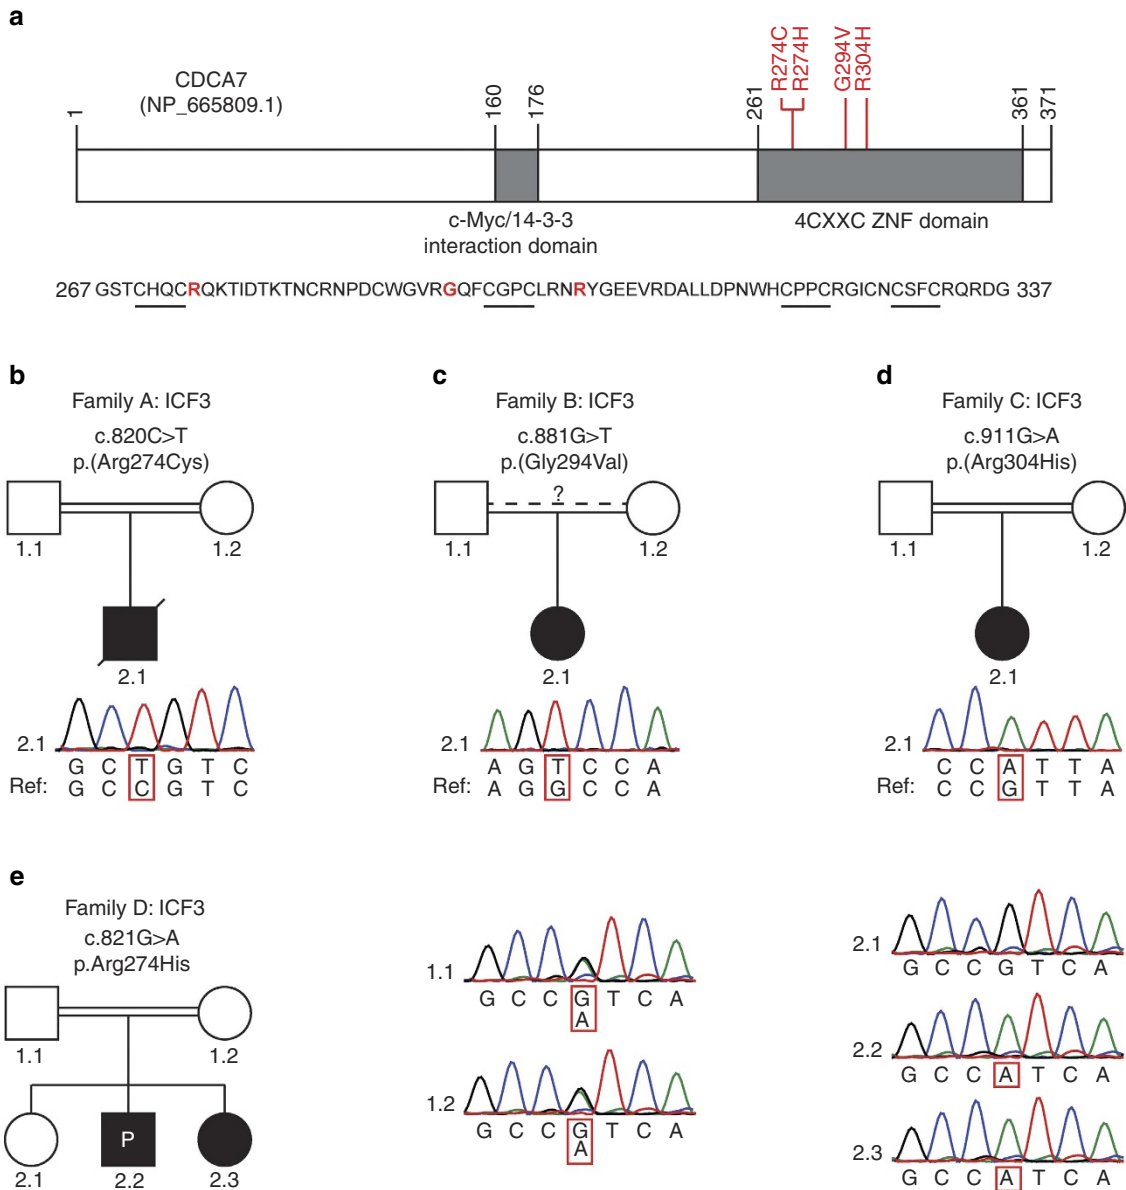 a
CDCA7
(NP_665809.1)
1
160
176
261
R274C
R274H
G294V
R304H
361
371
c-Myc/14-3-3
interaction domain
4CXXC ZNF domain
267 GSTCHQCRQKTIDTKTNCRNPDCWGVRGQFCGPCLRNRYGEEVRDALLDPNWHCPPCRGICNCSFCRQRDG 337
b
Family A: ICF3
c.820C>T
p.(Arg274Cys)
1.1
1.2
2.1
2.1
G C T G T C
Ref: G C C G T C
c
Family B: ICF3
c.881G>T
p.(Gly294Val)
?
1.1
1.2
2.1
2.1
A G T C C A
Ref: A G G C C A
d
Family C: ICF3
c.911G>A
p.(Arg304His)
1.1
1.2
2.1
2.1
C C A T T A
Ref: C C G T T A
e
Family D: ICF3
c.821G>A
p.Arg274His
1.1
1.2
2.1
P
2.2
2.3
1.1
G C C G T C A
A
1.2
G C C G T C A
A
2.1
G C C G T C A
2.2
G C C A T C A
2.3
G C C A T C A